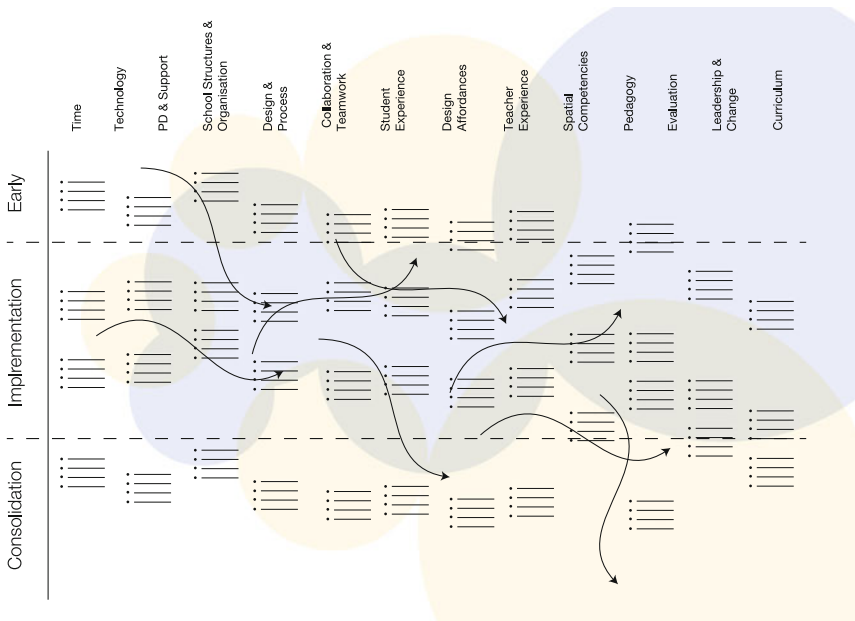 Time
Technology
PD & Support
School Structures &
Organisation
Design &
Process
Collaboration &
Teamwork
Student
Experience
Design
Affordances
Teacher
Experience
Spatial
Competencies
Pedagogy
Evaluation
Leadership &
Change
Curriculum
Early
Implrementation
Consolidation